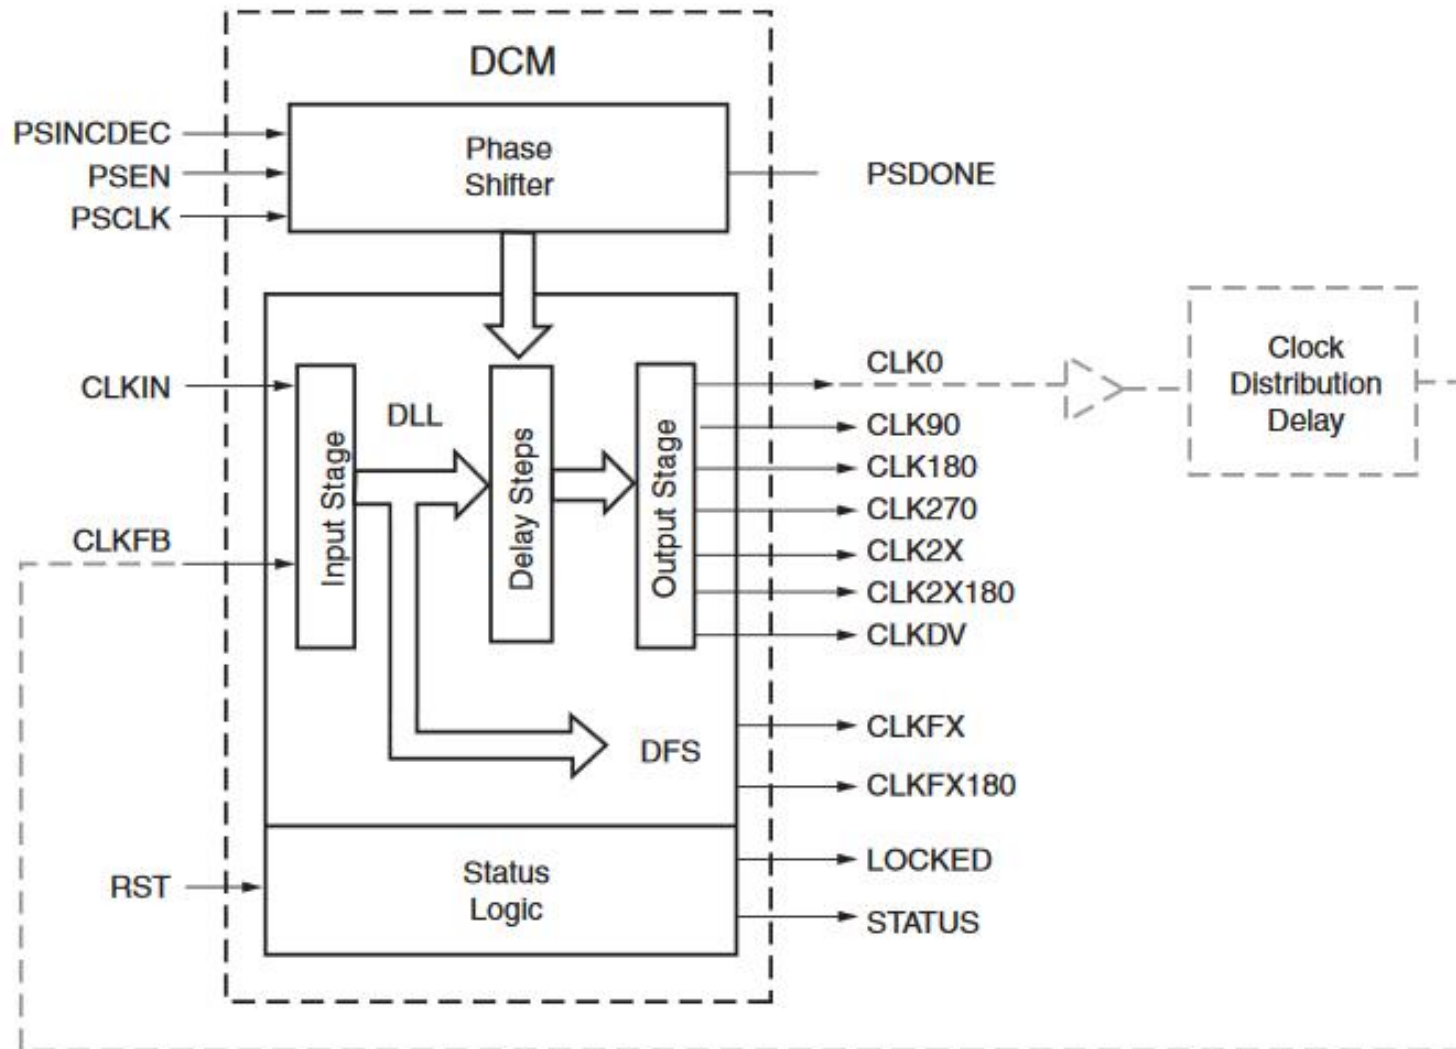 DCM
PSINCDEC
PSEN
PSCLK
Phase
Shifter
PSDONE
CLKIN
CLKFB
DLL
Input Stage
Delay Steps
Output Stage
CLK0
CLK90
CLK180
CLK270
CLK2X
CLK2X180
CLKDV
Clock
Distribution
Delay
DFS
CLKFX
CLKFX180
RST
Status
Logic
LOCKED
STATUS